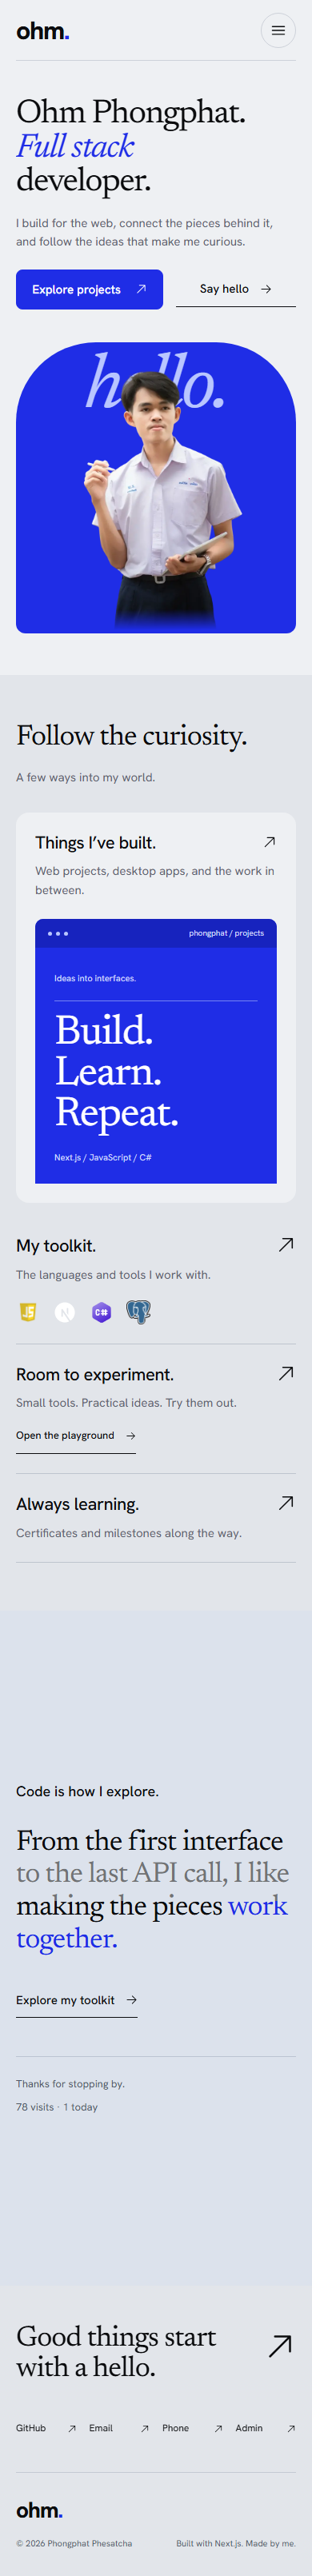 ohm.
Ohm Phongphat.
Full stack
developer.
I build for the web, connect the pieces behind it,
and follow the ideas that make me curious.
Explore projects
Say hello
hello.
Follow the curiosity.
A few ways into my world.
Things I’ve built.
Web projects, desktop apps, and the work in
between.
phongphat / projects
Ideas into interfaces.
Build.
Learn.
Repeat.
Next.js / JavaScript / C#
My toolkit.
The languages and tools I work with.
JS
N
C#
Room to experiment.
Small tools. Practical ideas. Try them out.
Open the playground
Always learning.
Certificates and milestones along the way.
Code is how I explore.
From the first interface
to the last API call, I like
making the pieces work
together.
Explore my toolkit
Thanks for stopping by.
78 visits · 1 today
Good things start
with a hello.
GitHub
Email
Phone
Admin
ohm.
© 2026 Phongphat Phesatcha
Built with Next.js. Made by me.